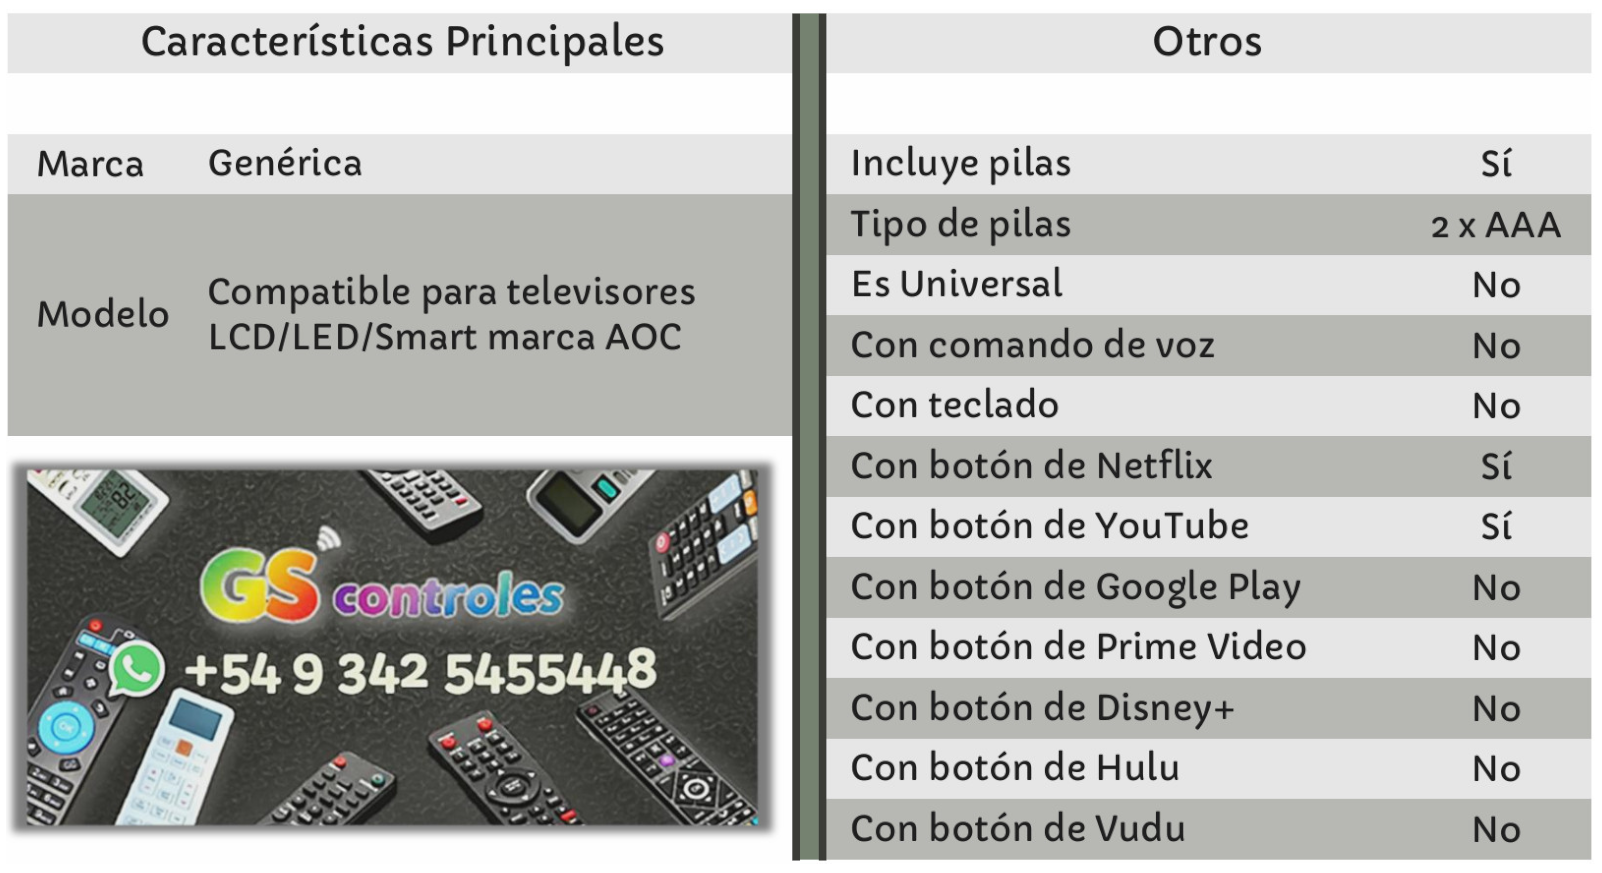 Características Principales
Marca Genérica
Modelo Compatible para televisores
LCD/LED/Smart marca AOC
GS controles
+54 9 342 5455448
Otros
Incluye pilas Sí
Tipo de pilas 2 x AAA
Es Universal No
Con comando de voz No
Con teclado No
Con botón de Netflix Sí
Con botón de YouTube Sí
Con botón de Google Play No
Con botón de Prime Video No
Con botón de Disney+ No
Con botón de Hulu No
Con botón de Vudu No